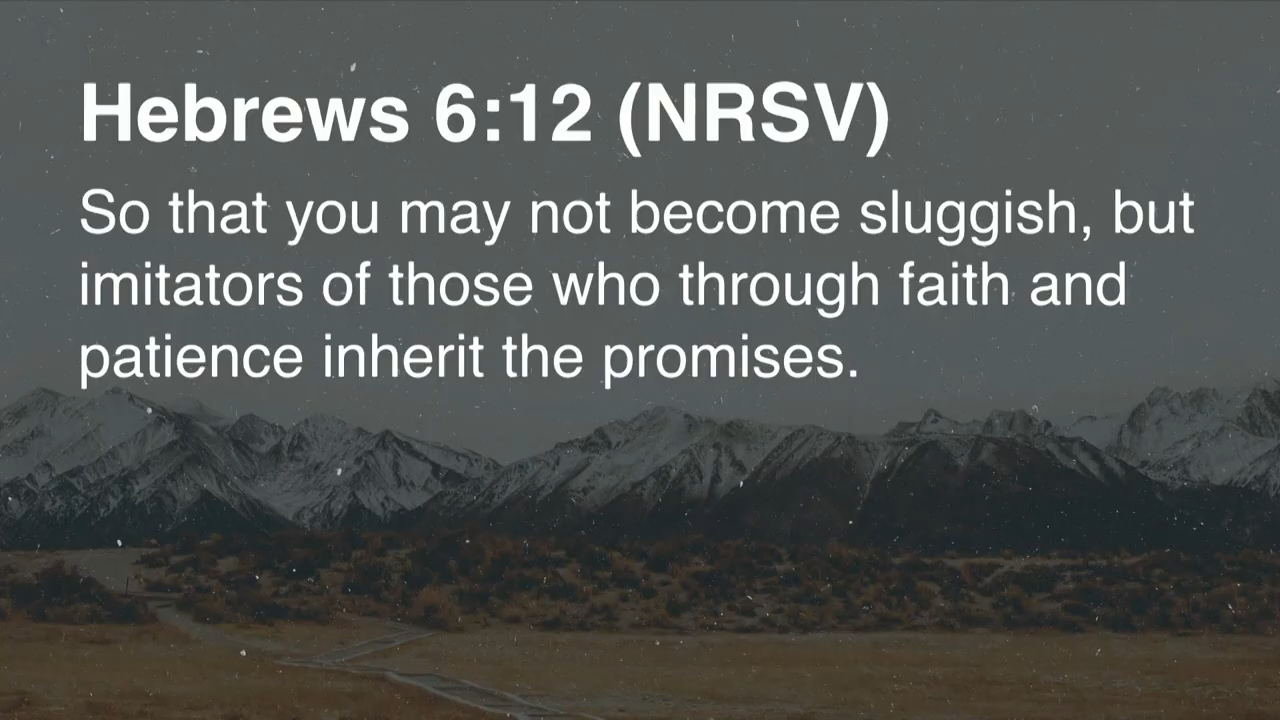 Hebrews 6:12 (NRSV)
So that you may not become sluggish, but
imitators of those who through faith and
patience inherit the promises.